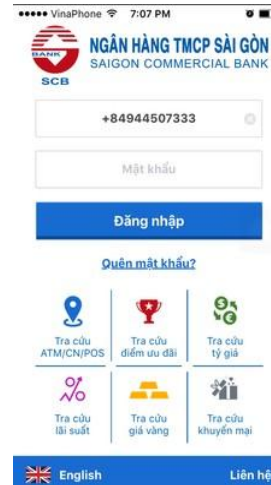 VinaPhone 7:07 PM
BANK
SCB
NGÂN HÀNG TMCP SÀI GÒN
SAIGON COMMERCIAL BANK
+84944507333
Mật khẩu
Đăng nhập
Quên mật khẩu?
Tra cứu
ATM/CN/POS
Tra cứu
điểm ưu đãi
Tra cứu
tỷ giá
Tra cứu
lãi suất
Tra cứu
giá vàng
Tra cứu
khuyến mại
English
Liên hệ